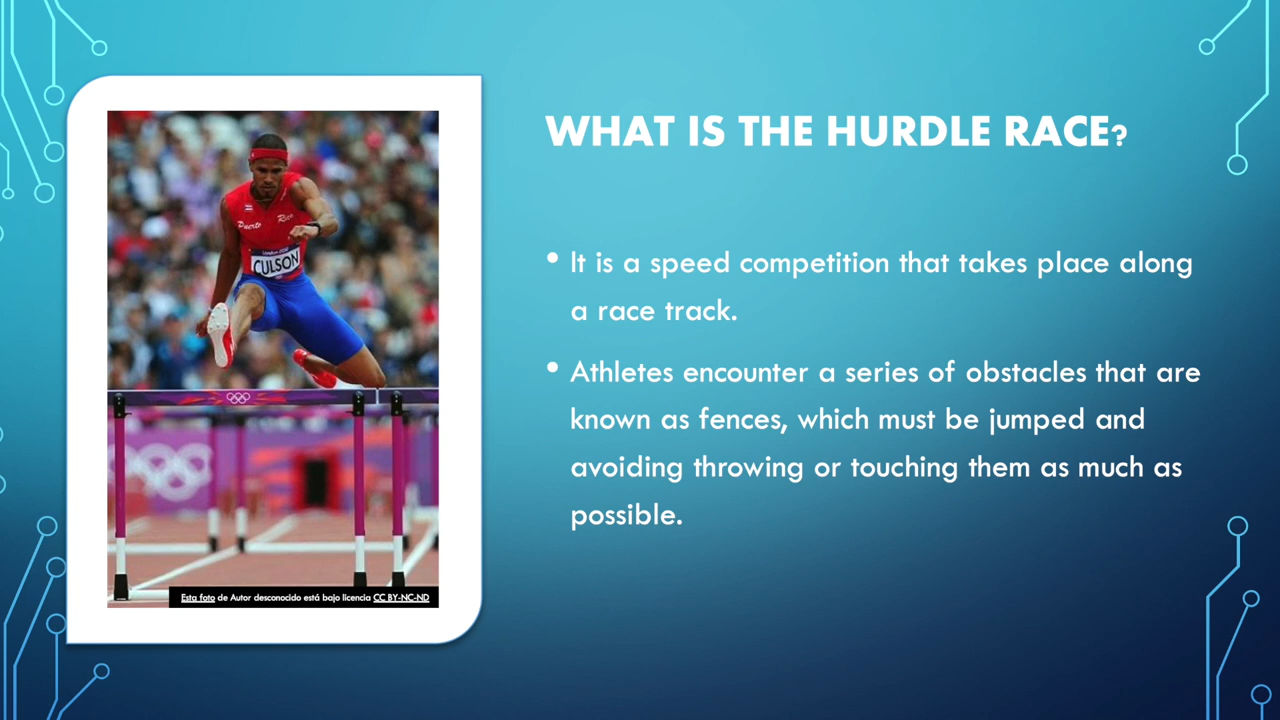 WHAT IS THE HURDLE RACE?
• It is a speed competition that takes place along
a race track.
• Athletes encounter a series of obstacles that are
known as fences, which must be jumped and
avoiding throwing or touching them as much as
possible.
Puerto Rico
London 2012
CULSON
Esta foto de Autor desconocido está bajo licencia CC BY-NC-ND